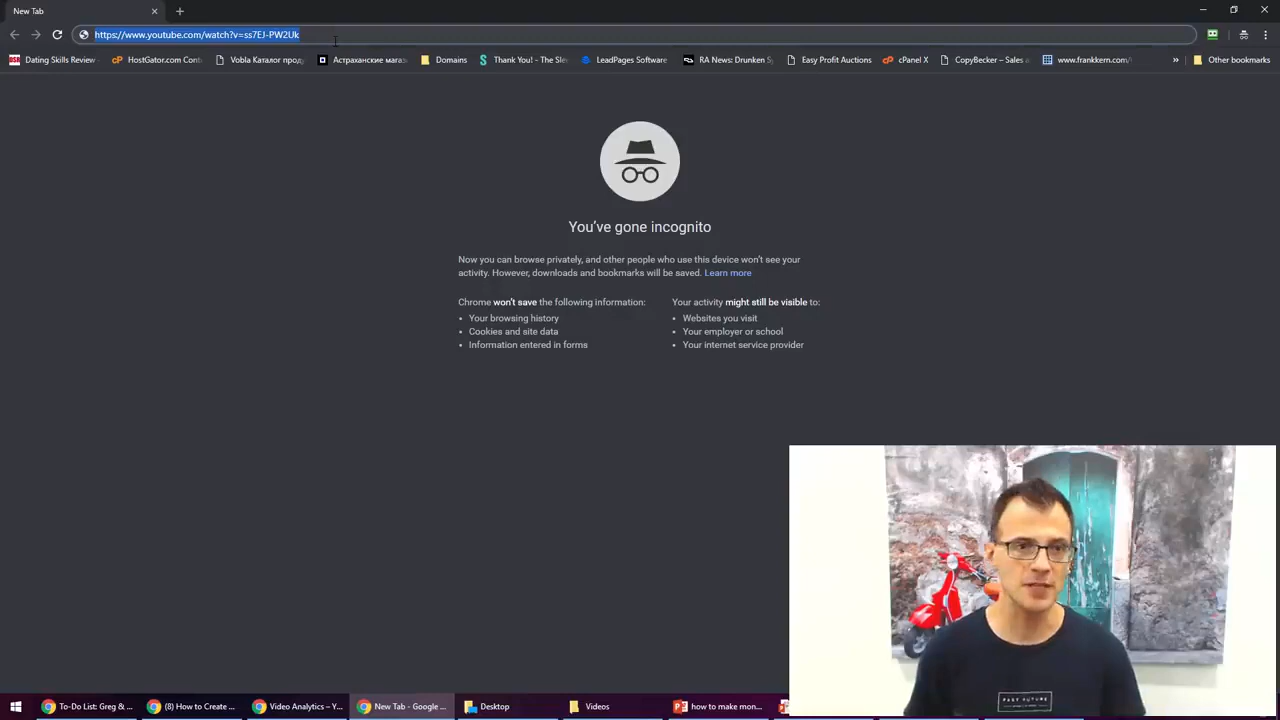 New Tab
https://www.youtube.com/watch?v=ss7EJ-PW2Uk
Dating Skills Review
HostGator.com Cont
Vobla Каталог прод
Астраханские магаз
Domains
Thank You! - The Sle
LeadPages Software
RA News: Drunken S
Easy Profit Auctions
cPanel X
CopyBecker – Sales a
www.frankkern.com/
»
Other bookmarks
You've gone incognito
Now you can browse privately, and other people who use this device won't see your
activity. However, downloads and bookmarks will be saved. Learn more
Chrome won't save the following information:
• Your browsing history
• Cookies and site data
• Information entered in forms
Your activity might still be visible to:
• Websites you visit
• Your employer or school
• Your internet service provider
To-Do List: Greg & ...
(8) How to Create ...
Video Analytics
New Tab - Google ...
Desktop
Videos
how to make mon...